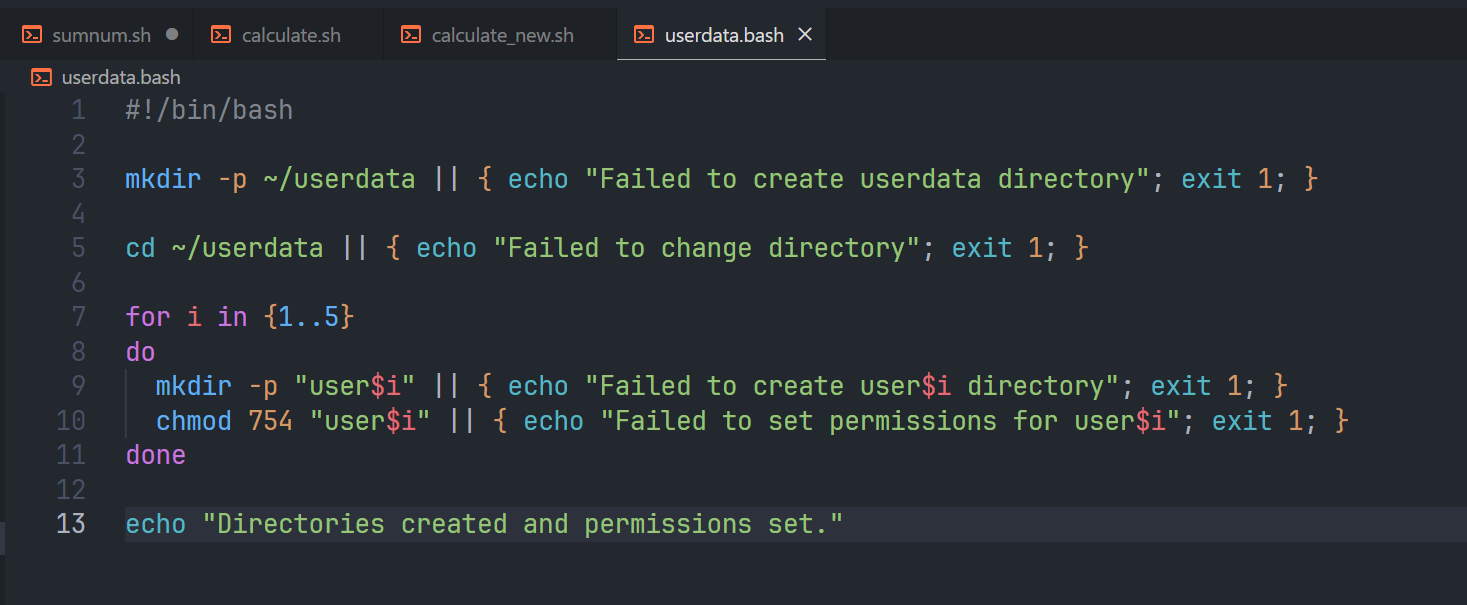 sumnum.sh calculate.sh calculate_new.sh userdata.bash
userdata.bash
1 #!/bin/bash
2
3 mkdir -p ~/userdata || { echo "Failed to create userdata directory"; exit 1; }
4
5 cd ~/userdata || { echo "Failed to change directory"; exit 1; }
6
7 for i in {1..5}
8 do
9   mkdir -p "user$i" || { echo "Failed to create user$i directory"; exit 1; }
10   chmod 754 "user$i" || { echo "Failed to set permissions for user$i"; exit 1; }
11 done
12
13 echo "Directories created and permissions set."